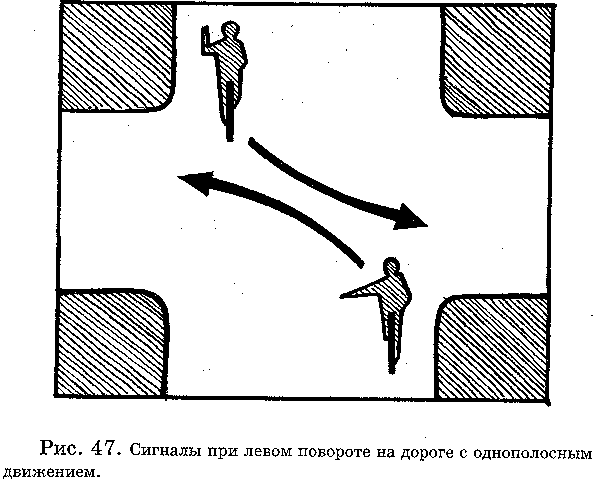 Рис. 47. Сигналы при левом повороте на дороге с однополосным
движением.